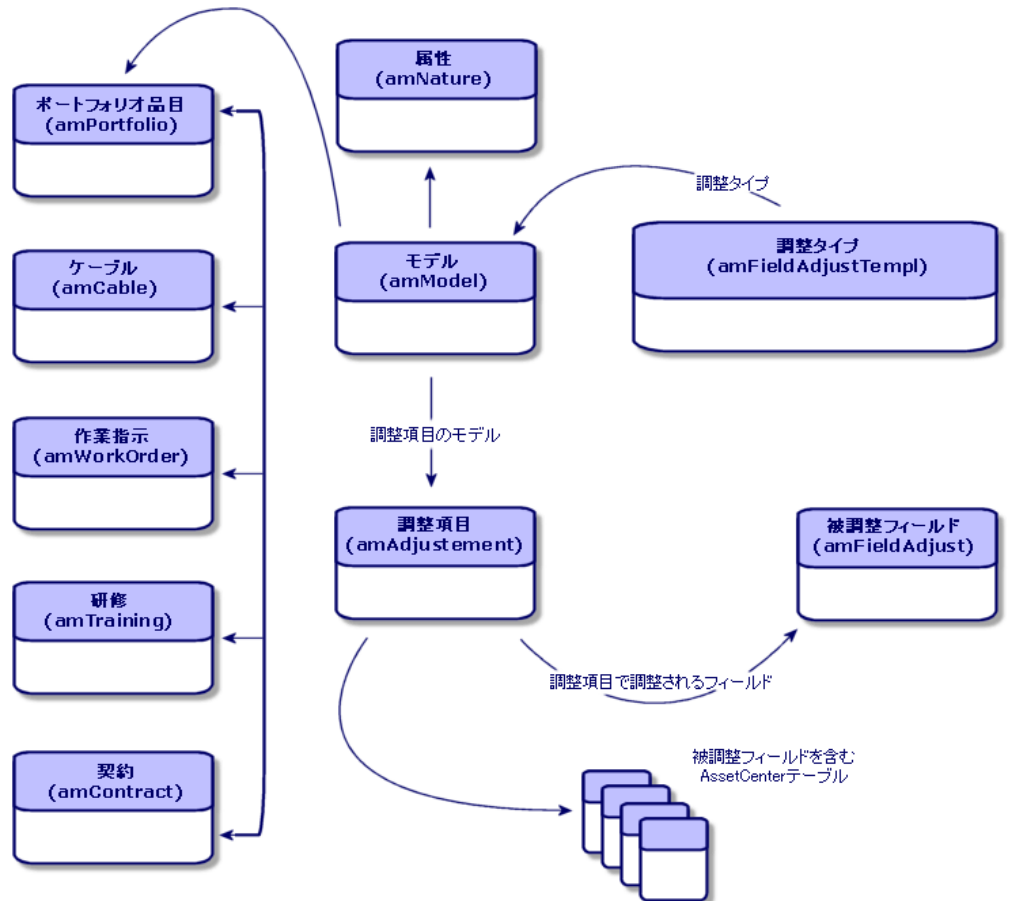 属性
(amNature)
ポートフォリオ品目
(amPortfolio)
調整タイプ
モデル
(amModel)
調整タイプ
(amFieldAdjustTempl)
ケーブル
(amCable)
調整項目のモデル
作業指示
(amWorkOrder)
調整項目
(amAdjustement)
被調整フィールド
(amFieldAdjust)
研修
(amTraining)
調整項目で調整されるフィールド
契約
(amContract)
被調整フィールドを含む
AssetCenterテーブル